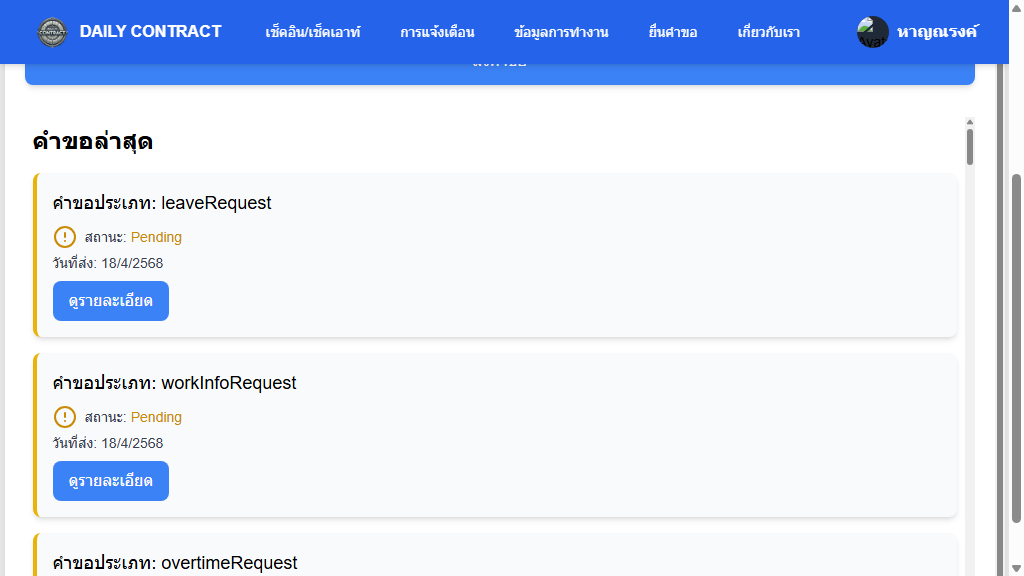 DAILY CONTRACT
เช็คอิน/เช็คเอาท์
การแจ้งเตือน
ข้อมูลการทำงาน
ยื่นคำขอ
เกี่ยวกับเรา
หาญณรงค์
คำขอล่าสุด
คำขอประเภท: leaveRequest
สถานะ: Pending
วันที่ส่ง: 18/4/2568
ดูรายละเอียด
คำขอประเภท: workInfoRequest
สถานะ: Pending
วันที่ส่ง: 18/4/2568
ดูรายละเอียด
คำขอประเภท: overtimeRequest